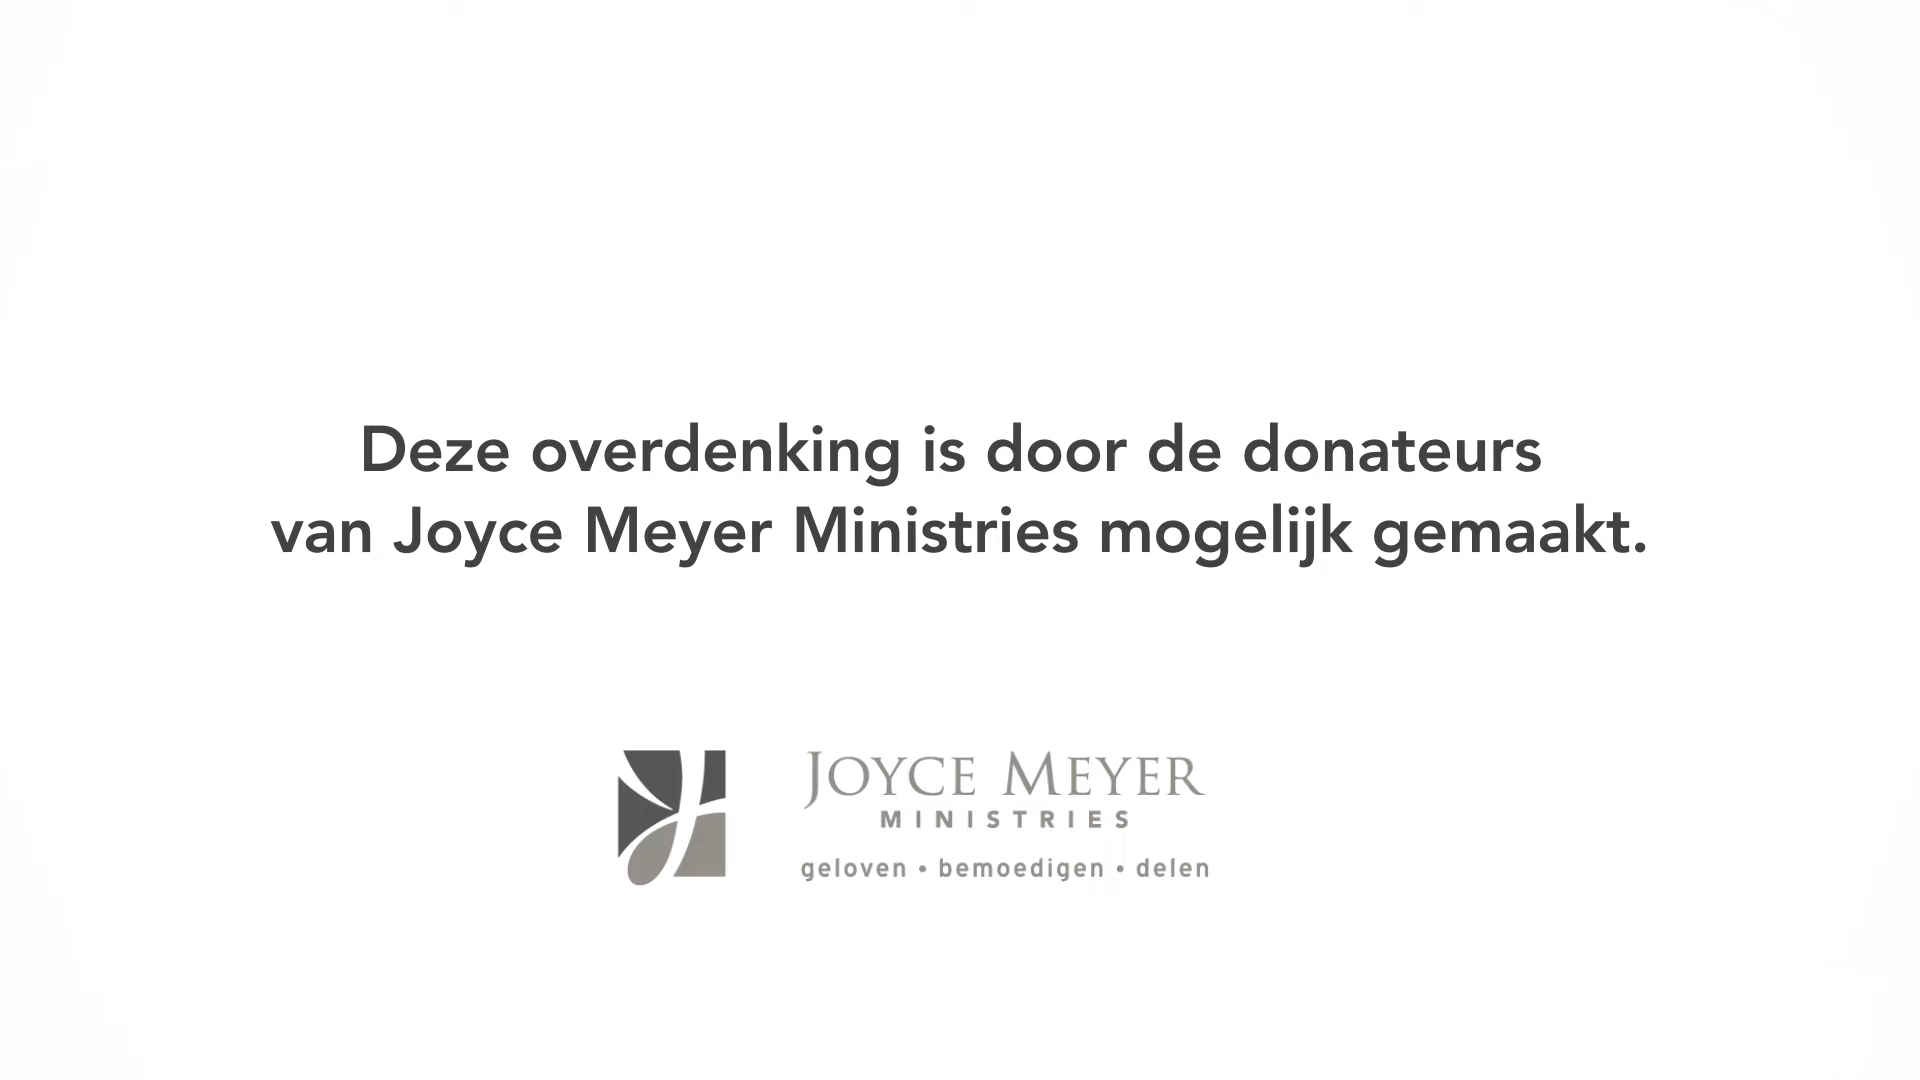 Deze overdenking is door de donateurs
van Joyce Meyer Ministries mogelijk gemaakt.
JOYCE MEYER
MINISTRIES
geloven • bemoedigen • delen